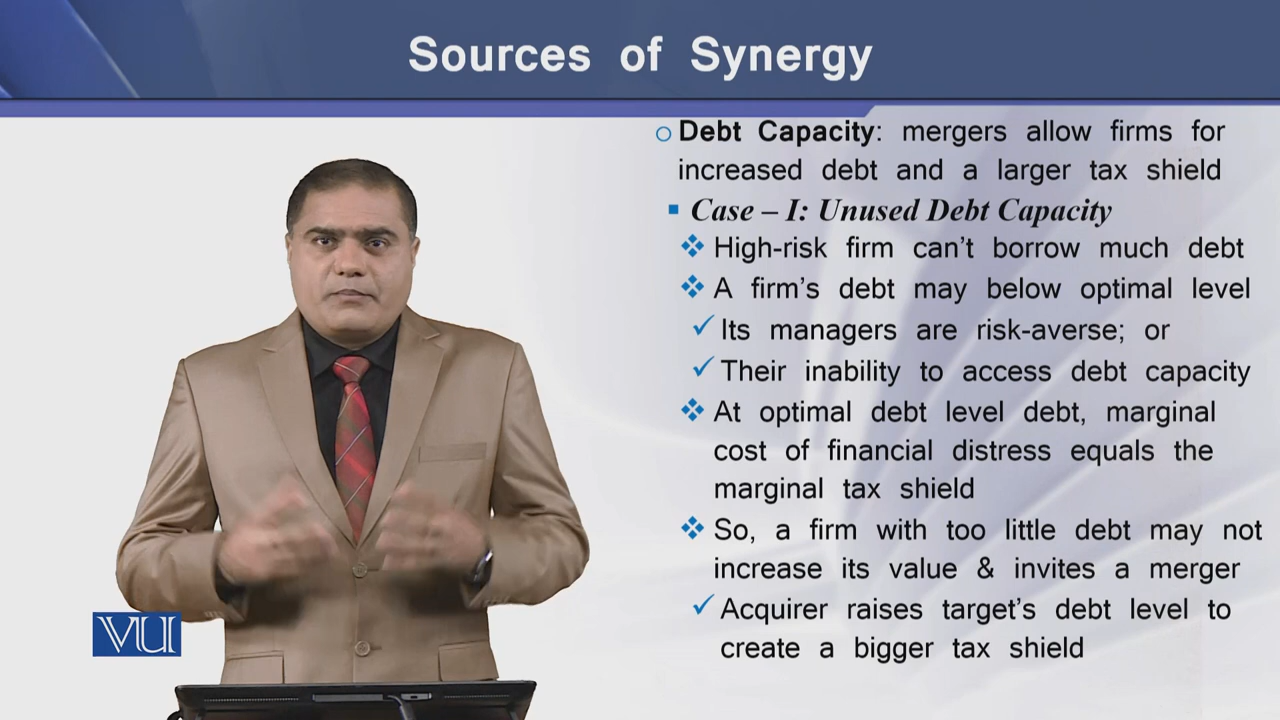 Sources of Synergy
Debt Capacity: mergers allow firms for
increased debt and a larger tax shield
Case – I: Unused Debt Capacity
High-risk firm can't borrow much debt
A firm's debt may below optimal level
Its managers are risk-averse; or
Their inability to access debt capacity
At optimal debt level debt, marginal
cost of financial distress equals the
marginal tax shield
So, a firm with too little debt may not
increase its value & invites a merger
Acquirer raises target's debt level to
create a bigger tax shield
VU